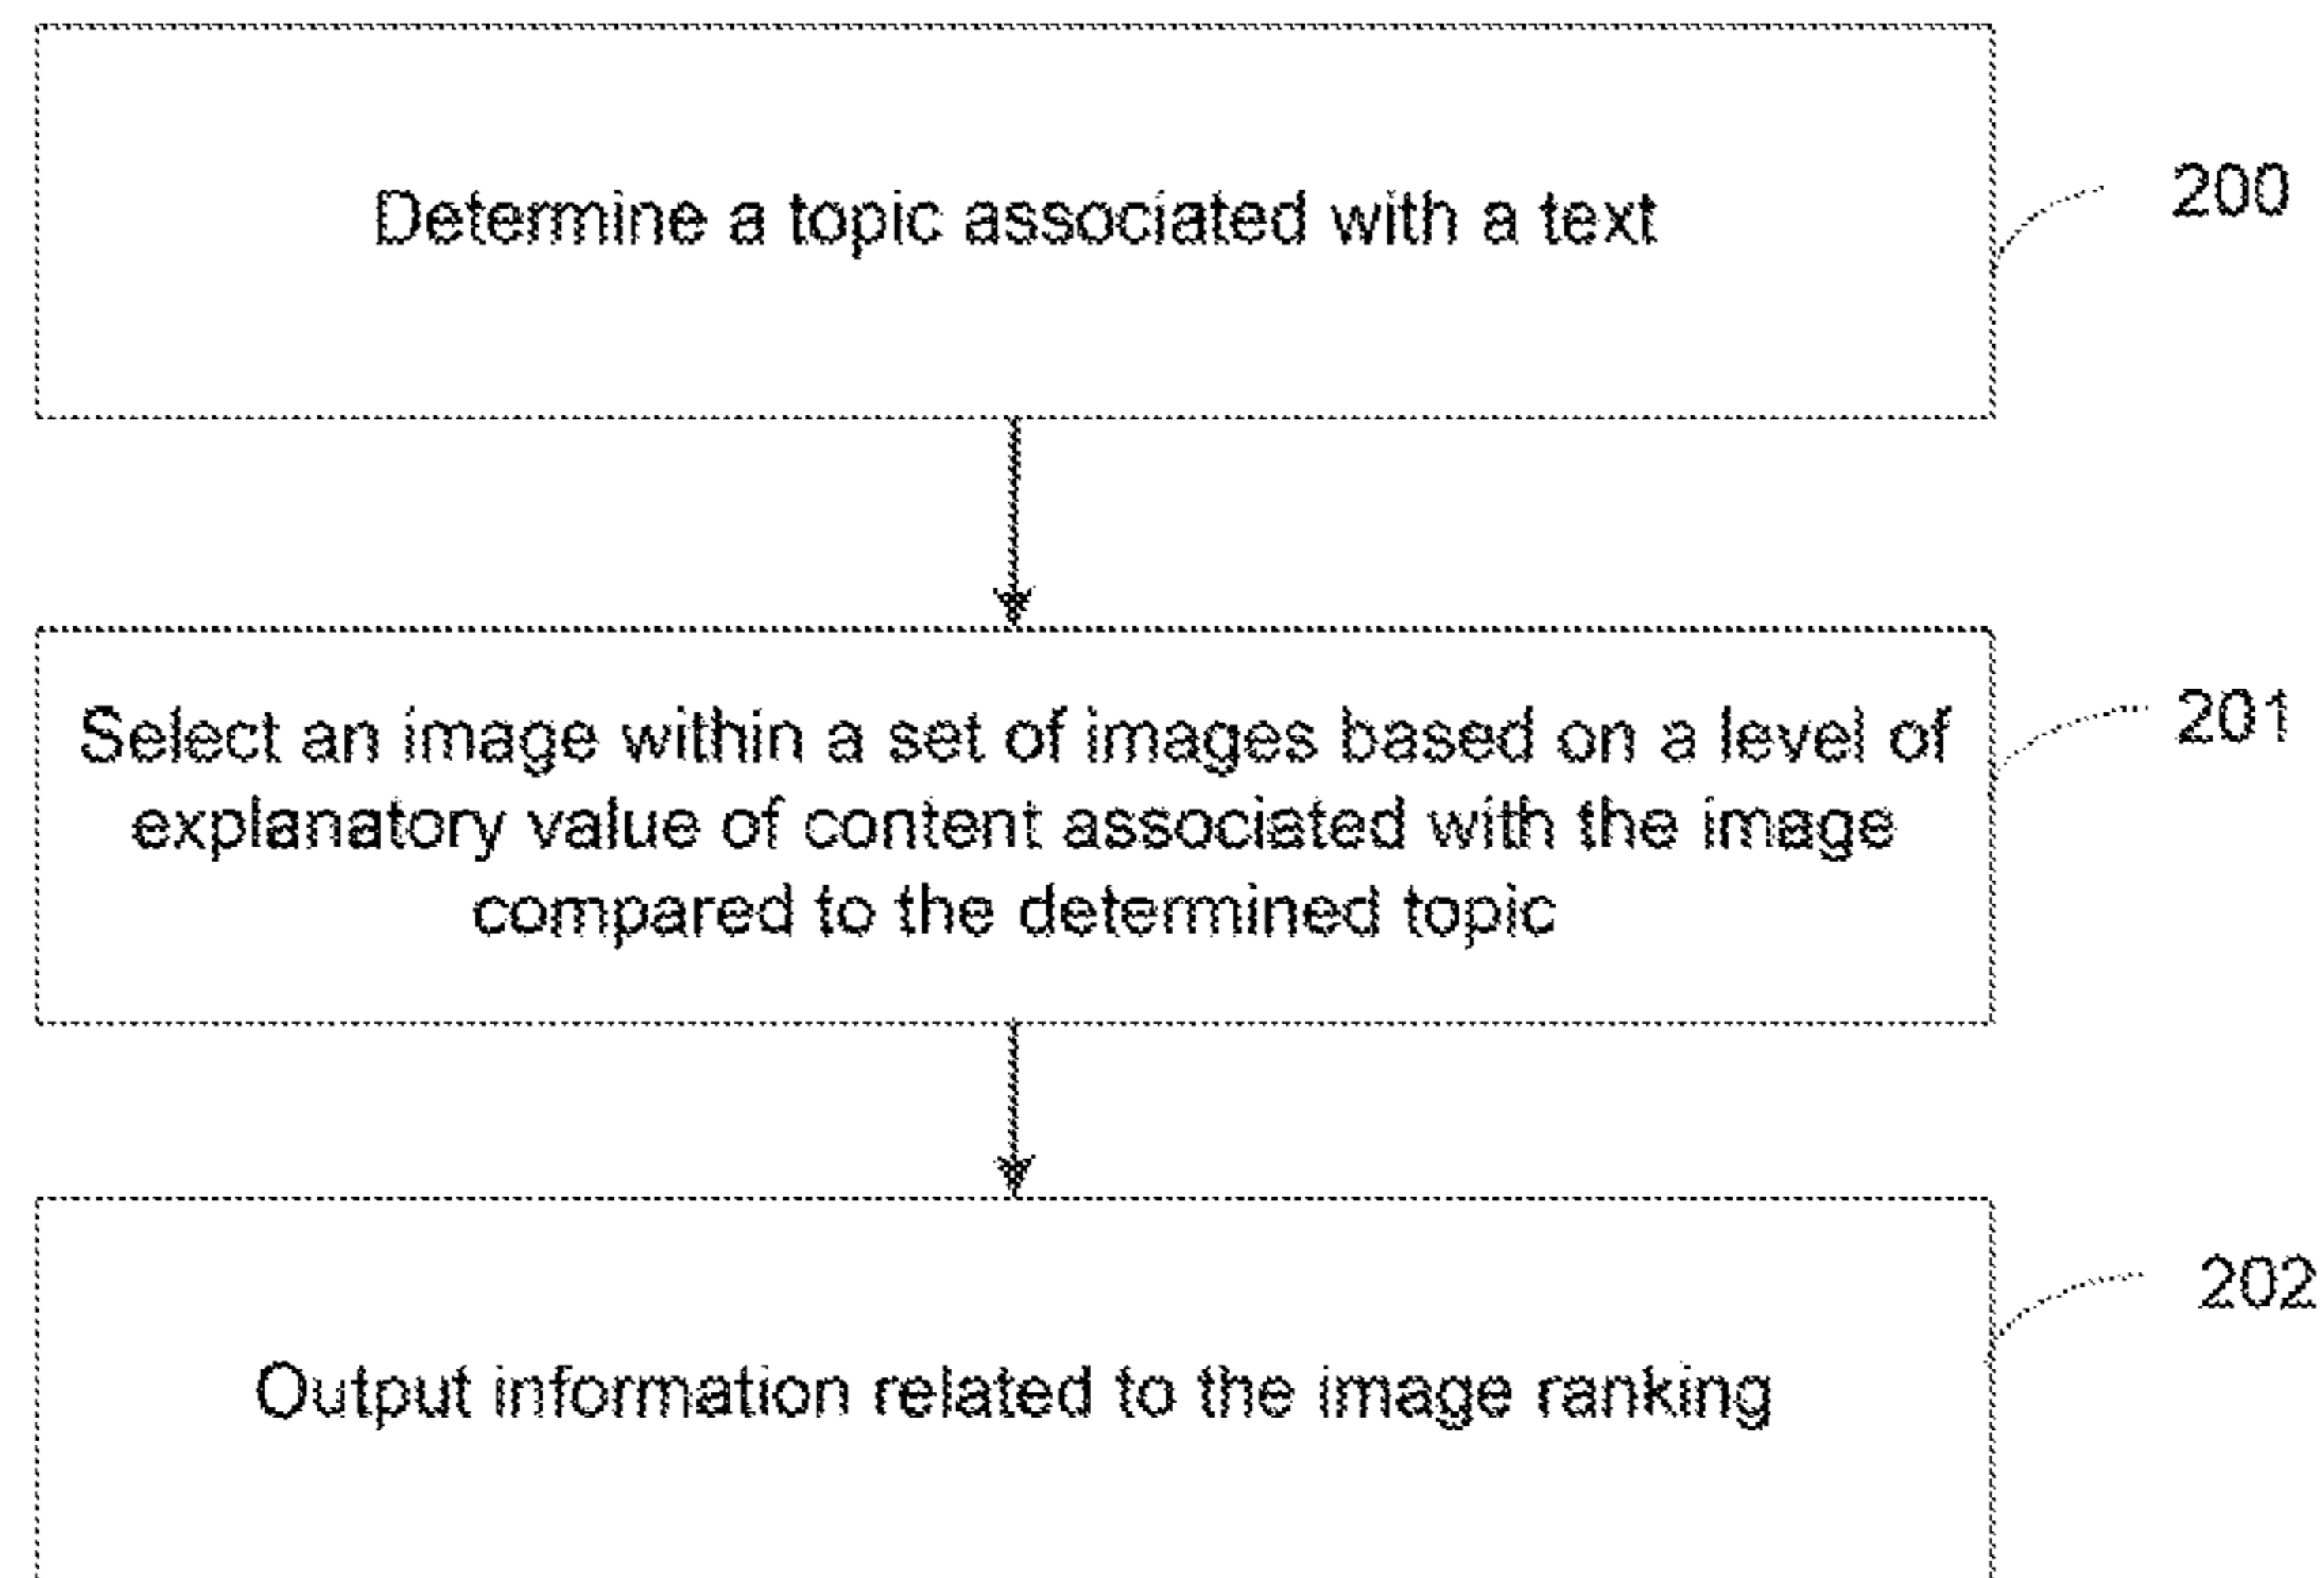 Determine a topic associated with a text
200
Select an image within a set of images based on a level of
explanatory value of content associated with the image
compared to the determined topic
201
Output information related to the image ranking
202